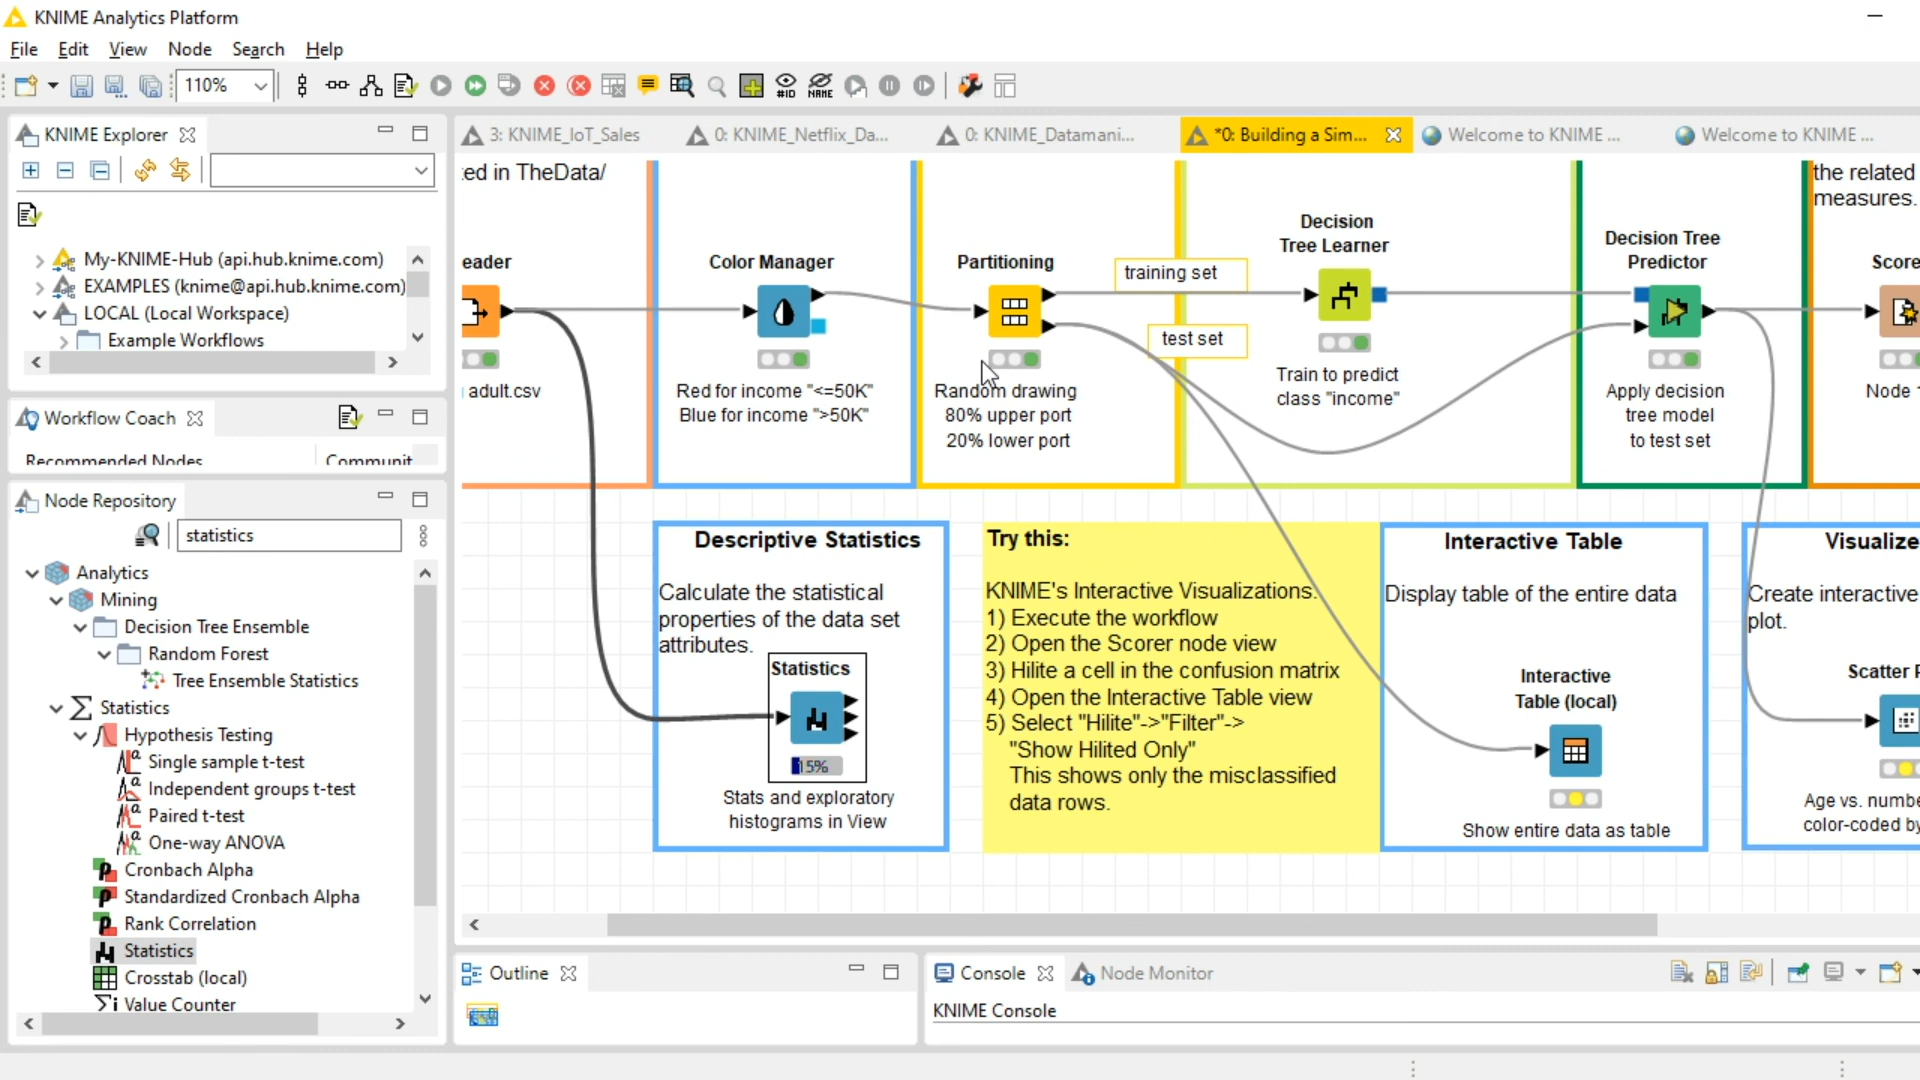 KNIME Analytics Platform
File Edit View Node Search Help
110%
#ID
NAME
KNIME Explorer
My-KNIME-Hub (api.hub.knime.com)
EXAMPLES (knime@api.hub.knime.com)
LOCAL (Local Workspace)
Example Workflows
Workflow Coach
Recommended Nodes
Communit
Node Repository
statistics
Analytics
Mining
Decision Tree Ensemble
Random Forest
Tree Ensemble Statistics
Statistics
Hypothesis Testing
Single sample t-test
Independent groups t-test
Paired t-test
One-way ANOVA
Cronbach Alpha
Standardized Cronbach Alpha
Rank Correlation
Statistics
Crosstab (local)
Value Counter
3: KNIME_IoT_Sales
0: KNIME_Netflix_Da...
0: KNIME_Datamani...
*0: Building a Sim...
Welcome to KNIME ...
Welcome to KNIME ...
ed in TheData/
eader
adult.csv
Color Manager
Red for income "<=50K"
Blue for income ">50K"
Partitioning
Random drawing
80% upper port
20% lower port
training set
test set
Decision
Tree Learner
Train to predict
class "income"
Decision Tree
Predictor
Apply decision
tree model
to test set
the related
measures.
Score
Node
Descriptive Statistics
Calculate the statistical
properties of the data set
attributes.
Statistics
15%
Stats and exploratory
histograms in View
Try this:
KNIME's Interactive Visualizations.
1) Execute the workflow
2) Open the Scorer node view
3) Hilite a cell in the confusion matrix
4) Open the Interactive Table view
5) Select "Hilite"->"Filter"->
"Show Hilited Only"
This shows only the misclassified
data rows.
Interactive Table
Display table of the entire data
Interactive
Table (local)
Show entire data as table
Visualize
Create interactive
plot.
Scatter P
Age vs. numbe
color-coded by
Outline
Console
Node Monitor
KNIME Console